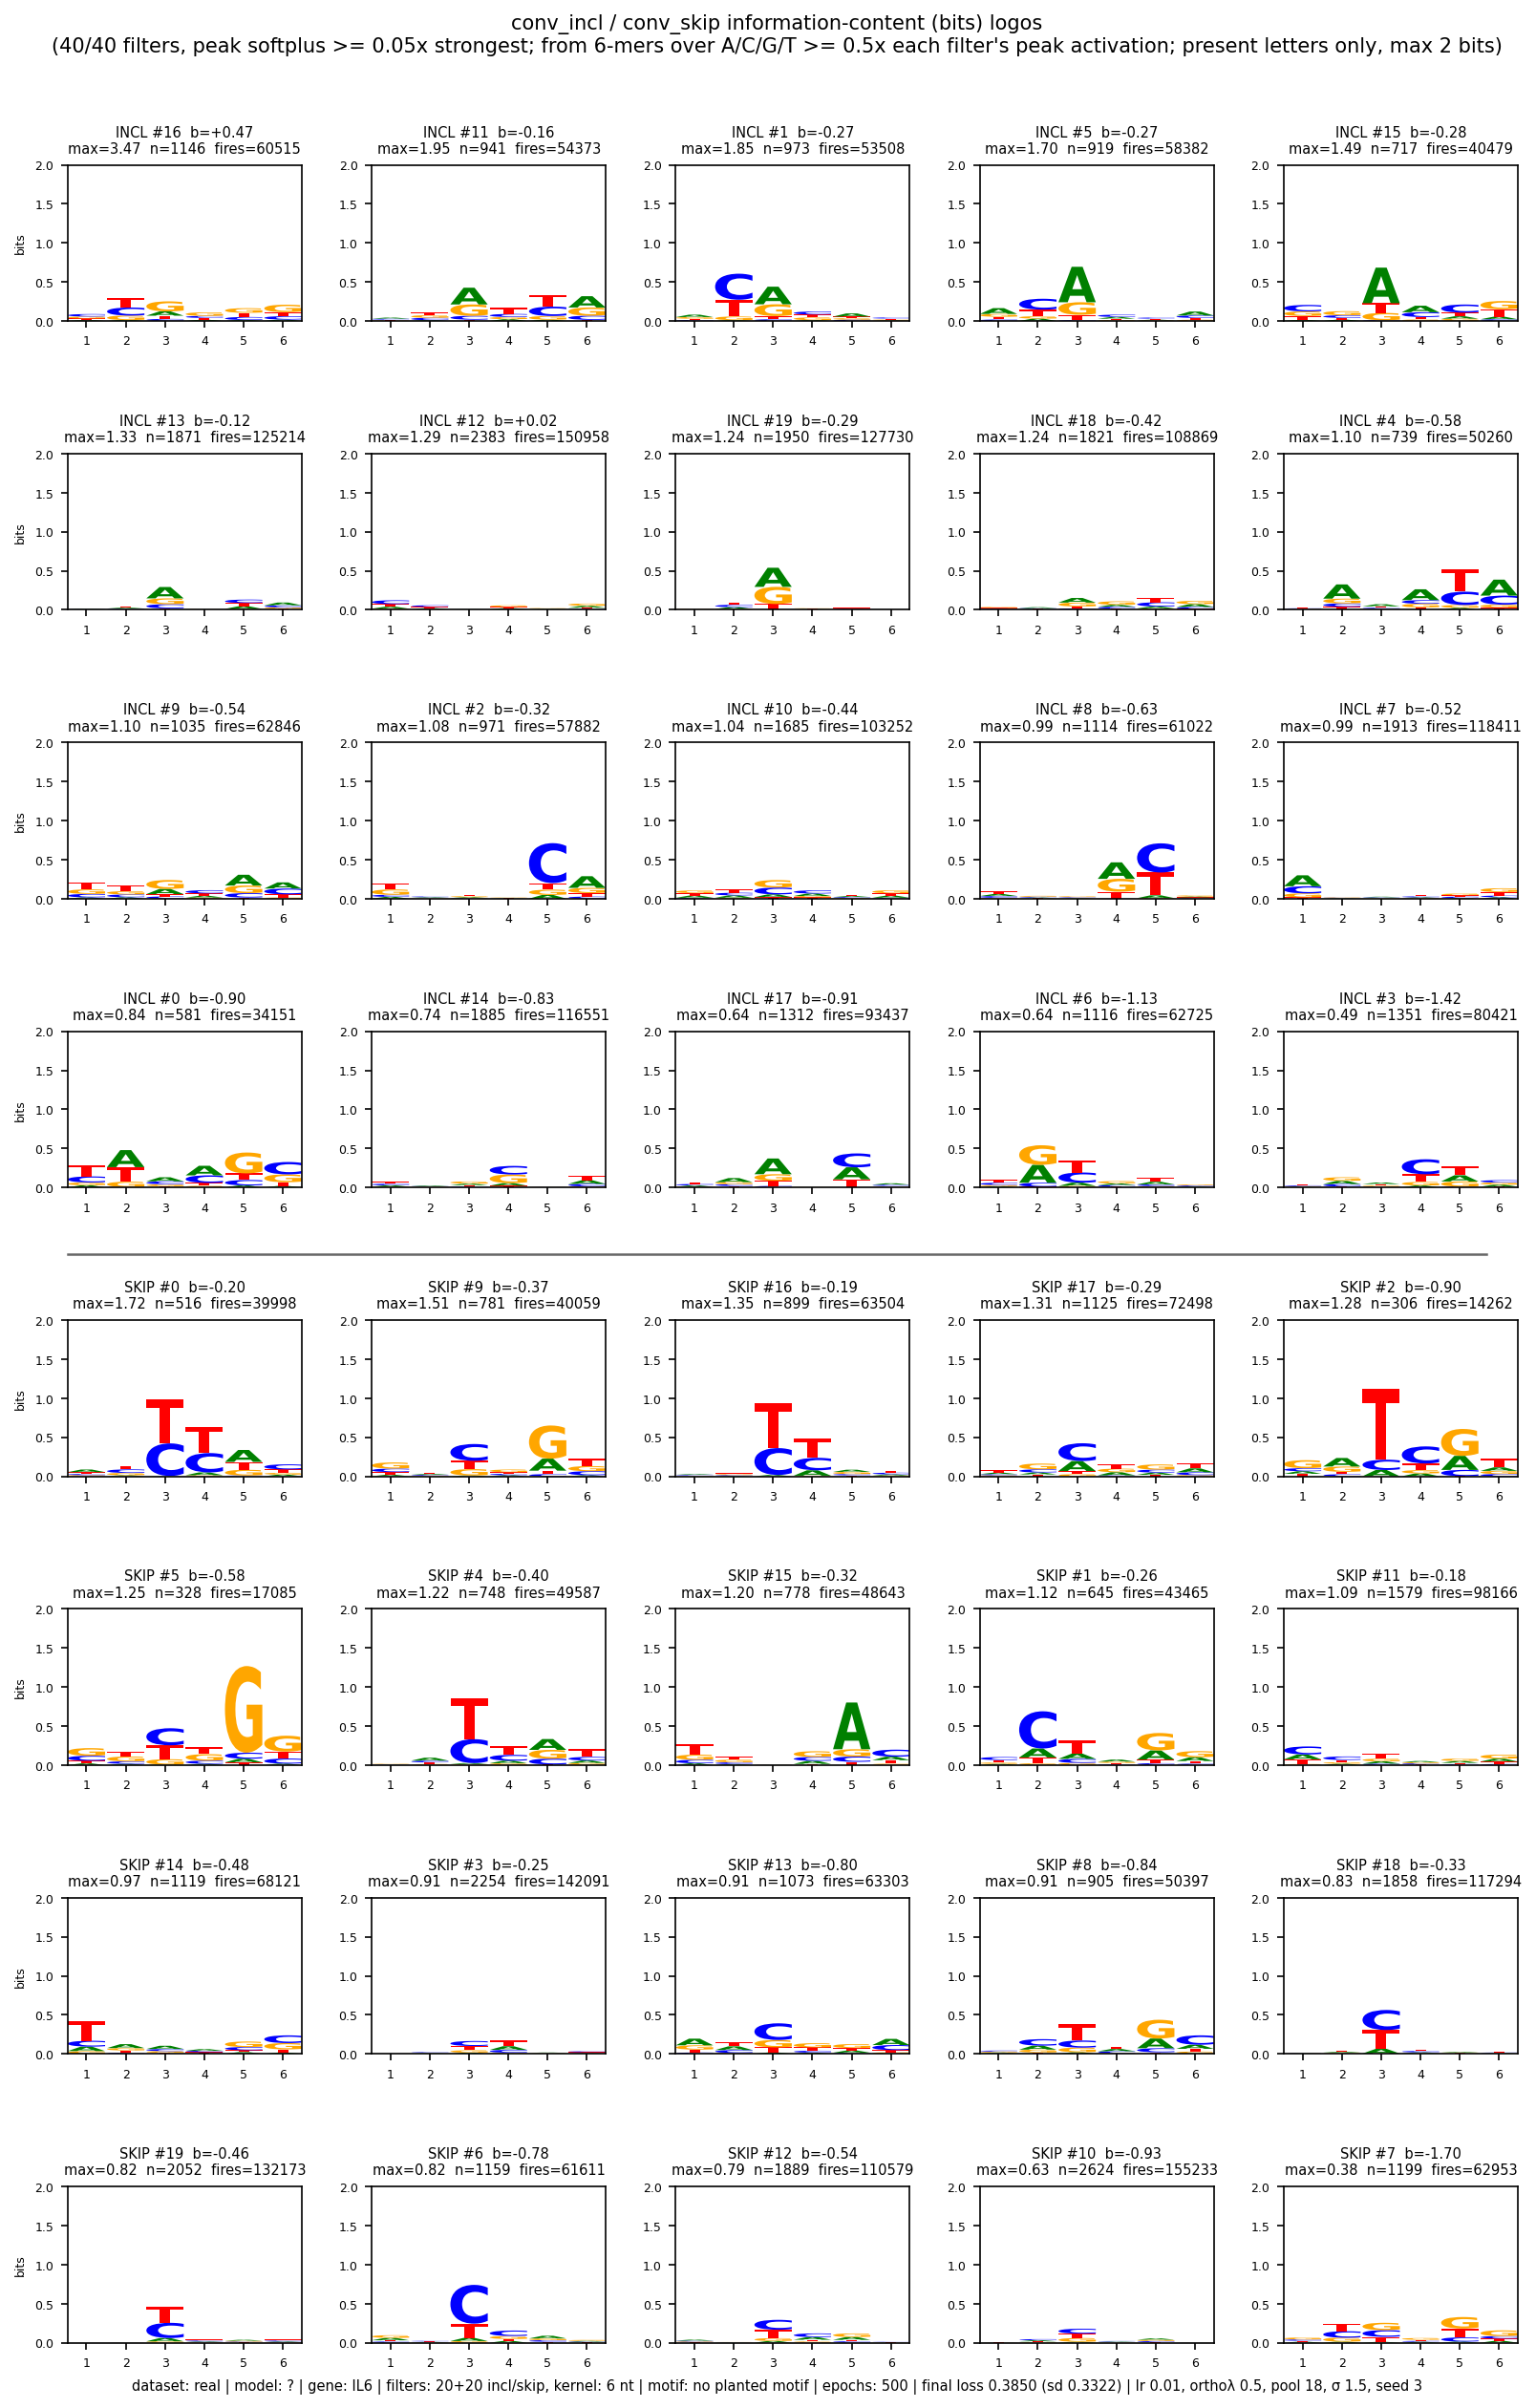 conv_incl / conv_skip information-content (bits) logos
(40/40 filters, peak softplus >= 0.05x strongest; from 6-mers over A/C/G/T >= 0.5x each filter's peak activation; present letters only, max 2 bits)
INCL #16 b=+0.47
max=3.47 n=1146 fires=60515
INCL #11 b=-0.16
max=1.95 n=941 fires=54373
INCL #1 b=-0.27
max=1.85 n=973 fires=53508
INCL #5 b=-0.27
max=1.70 n=919 fires=58382
INCL #15 b=-0.28
max=1.49 n=717 fires=40479
INCL #13 b=-0.12
max=1.33 n=1871 fires=125214
INCL #12 b=+0.02
max=1.29 n=2383 fires=150958
INCL #19 b=-0.29
max=1.24 n=1950 fires=127730
INCL #18 b=-0.42
max=1.24 n=1821 fires=108869
INCL #4 b=-0.58
max=1.10 n=739 fires=50260
INCL #9 b=-0.54
max=1.10 n=1035 fires=62846
INCL #2 b=-0.32
max=1.08 n=971 fires=57882
INCL #10 b=-0.44
max=1.04 n=1685 fires=103252
INCL #8 b=-0.63
max=0.99 n=1114 fires=61022
INCL #7 b=-0.52
max=0.99 n=1913 fires=118411
INCL #0 b=-0.90
max=0.84 n=581 fires=34151
INCL #14 b=-0.83
max=0.74 n=1885 fires=116551
INCL #17 b=-0.91
max=0.64 n=1312 fires=93437
INCL #6 b=-1.13
max=0.64 n=1116 fires=62725
INCL #3 b=-1.42
max=0.49 n=1351 fires=80421
SKIP #0 b=-0.20
max=1.72 n=516 fires=39998
SKIP #9 b=-0.37
max=1.51 n=781 fires=40059
SKIP #16 b=-0.19
max=1.35 n=899 fires=63504
SKIP #17 b=-0.29
max=1.31 n=1125 fires=72498
SKIP #2 b=-0.90
max=1.28 n=306 fires=14262
SKIP #5 b=-0.58
max=1.25 n=328 fires=17085
SKIP #4 b=-0.40
max=1.22 n=748 fires=49587
SKIP #15 b=-0.32
max=1.20 n=778 fires=48643
SKIP #1 b=-0.26
max=1.12 n=645 fires=43465
SKIP #11 b=-0.18
max=1.09 n=1579 fires=98166
SKIP #14 b=-0.48
max=0.97 n=1119 fires=68121
SKIP #3 b=-0.25
max=0.91 n=2254 fires=142091
SKIP #13 b=-0.80
max=0.91 n=1073 fires=63303
SKIP #8 b=-0.84
max=0.91 n=905 fires=50397
SKIP #18 b=-0.33
max=0.83 n=1858 fires=117294
SKIP #19 b=-0.46
max=0.82 n=2052 fires=132173
SKIP #6 b=-0.78
max=0.82 n=1159 fires=61611
SKIP #12 b=-0.54
max=0.79 n=1889 fires=110579
SKIP #10 b=-0.93
max=0.63 n=2624 fires=155233
SKIP #7 b=-1.70
max=0.38 n=1199 fires=62953
dataset: real | model: ? | gene: IL6 | filters: 20+20 incl/skip, kernel: 6 nt | motif: no planted motif | epochs: 500 | final loss 0.3850 (sd 0.3322) | lr 0.01, orthoλ 0.5, pool 18, σ 1.5, seed 3